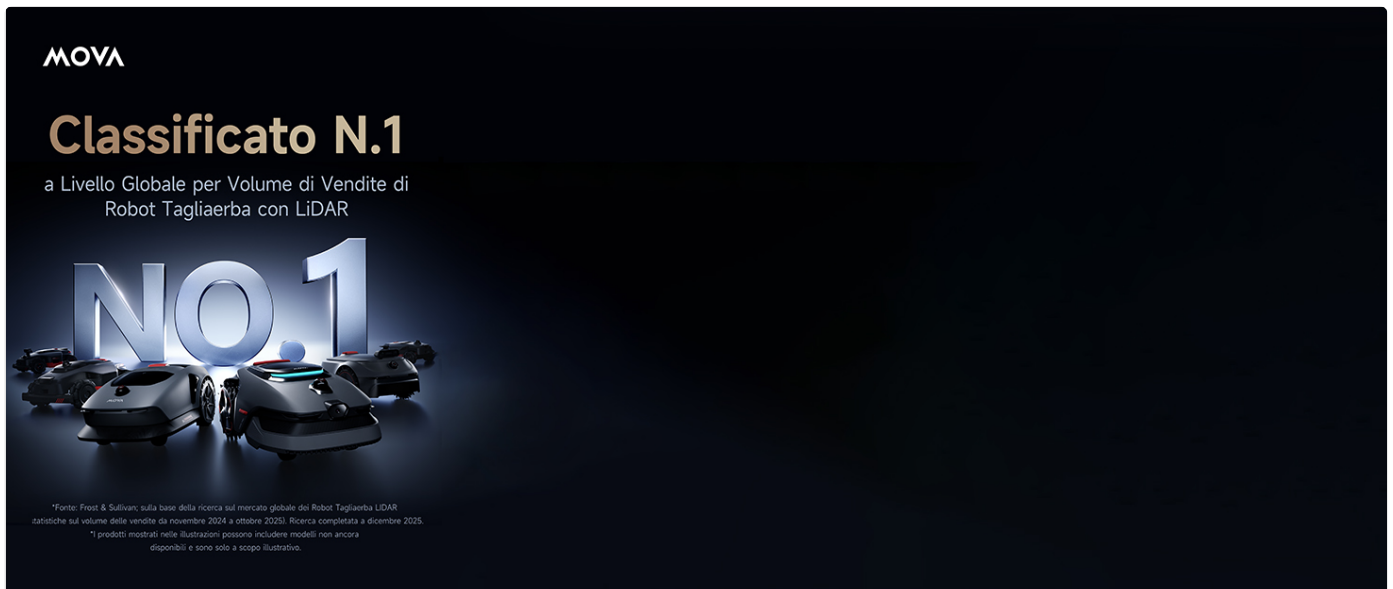 MOVA
Classificato N.1
a Livello Globale per Volume di Vendite di
Robot Tagliaerba con LiDAR
NO.1
MOVA
*Fonte: Frost & Sullivan; sulla base della ricerca sul mercato globale dei Robot Tagliaerba LIDAR
tatistiche sul volume delle vendite da novembre 2024 a ottobre 2025). Ricerca completata a dicembre 2025.
*I prodotti mostrati nelle illustrazioni possono includere modelli non ancora
disponibili e sono solo a scopo illustrativo.